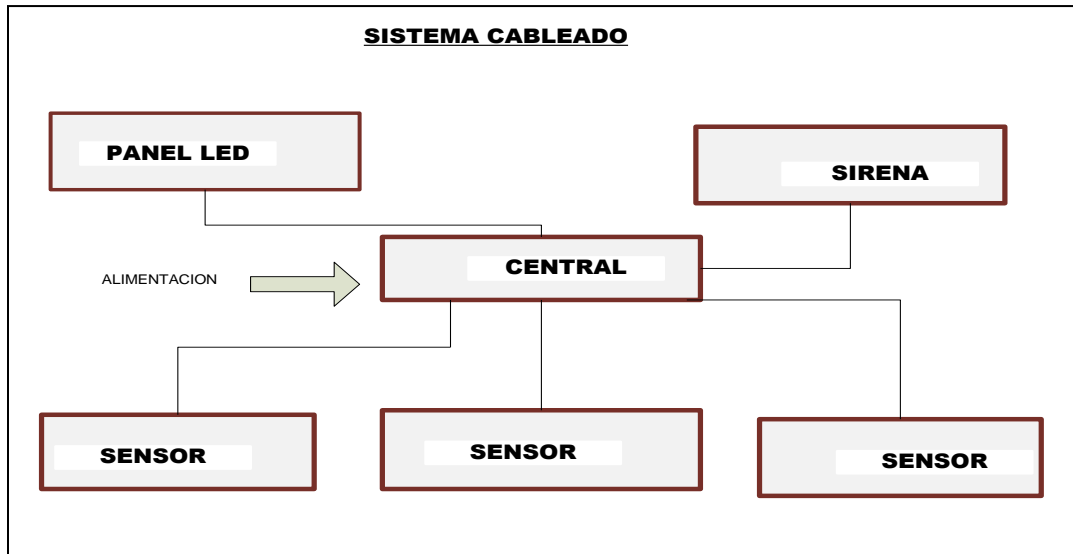 SISTEMA CABLEADO
PANEL LED
SIRENA
CENTRAL
ALIMENTACION
SENSOR
SENSOR
SENSOR